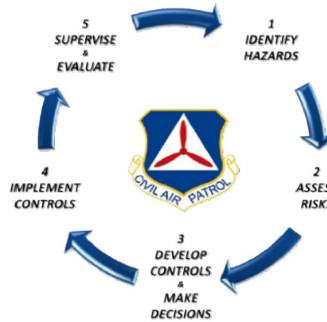 5
SUPERVISE
&
EVALUATE
1
IDENTIFY
HAZARDS
2
ASSES
RISK
3
DEVELOP
CONTROLS
&
MAKE
DECISIONS
4
IMPLEMENT
CONTROLS
CIVIL AIR PATROL